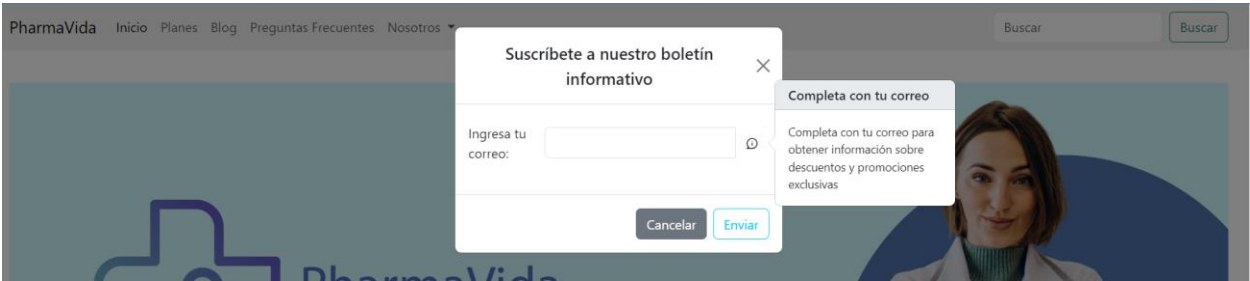 PharmaVida Inicio Planes Blog Preguntas Frecuentes Nosotros Buscar Buscar
Suscríbete a nuestro boletín
informativo
Completa con tu correo
Ingresa tu
correo:
Completa con tu correo para
obtener información sobre
descuentos y promociones
exclusivas
Cancelar Enviar
PharmaVida